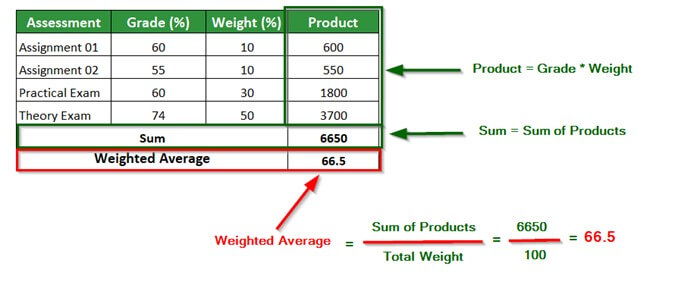 Assessment Grade (%) Weight (%) Product
Assignment 01 60 10 600
Assignment 02 55 10 550
Practical Exam 60 30 1800
Theory Exam 74 50 3700
Sum 6650
Weighted Average 66.5
Product = Grade * Weight
Sum = Sum of Products
Weighted Average = Sum of Products = 6650 = 66.5
Total Weight 100